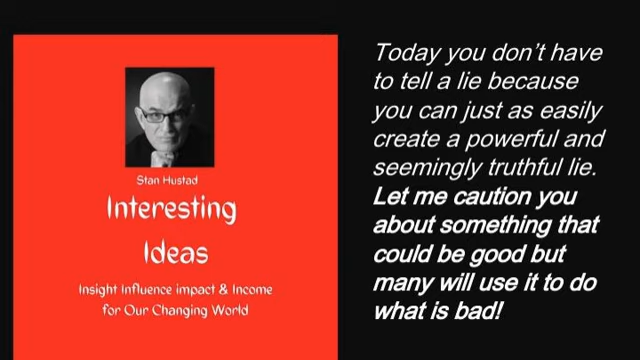 Stan Hustad
Interesting
Ideas
Insight Influence impact & Income
for Our Changing World
Today you don't have
to tell a lie because
you can just as easily
create a powerful and
seemingly truthful lie.
Let me caution you
about something that
could be good but
many will use it to do
what is bad!